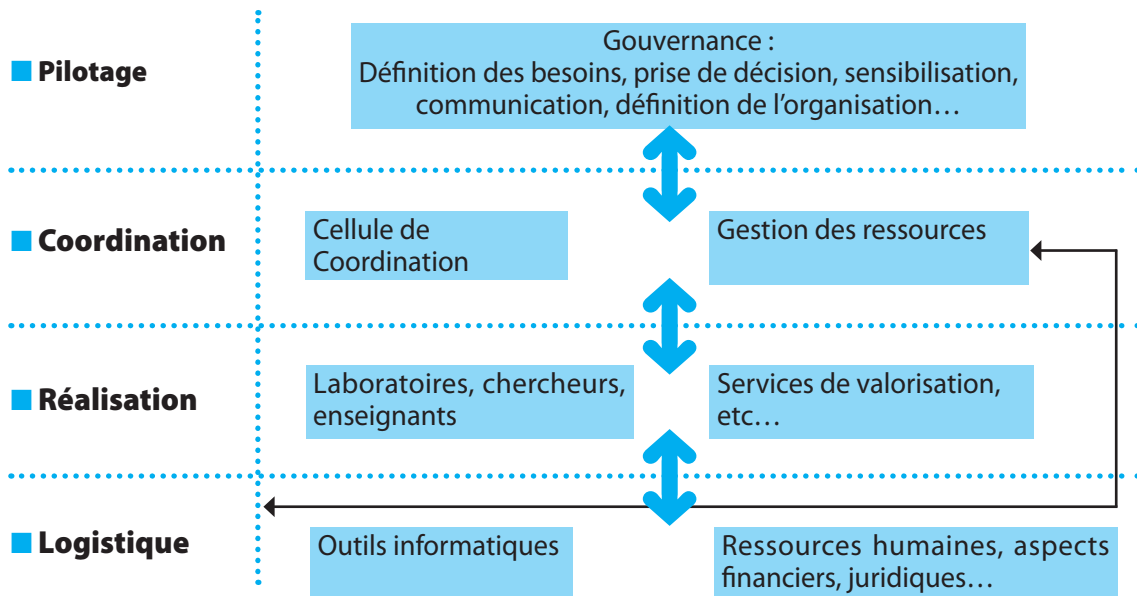 Pilotage
Gouvernance :
Définition des besoins, prise de décision, sensibilisation,
communication, définition de l’organisation…
Coordination
Cellule de
Coordination
Gestion des ressources
Réalisation
Laboratoires, chercheurs,
enseignants
Services de valorisation,
etc…
Logistique
Outils informatiques
Ressources humaines, aspects
financiers, juridiques…